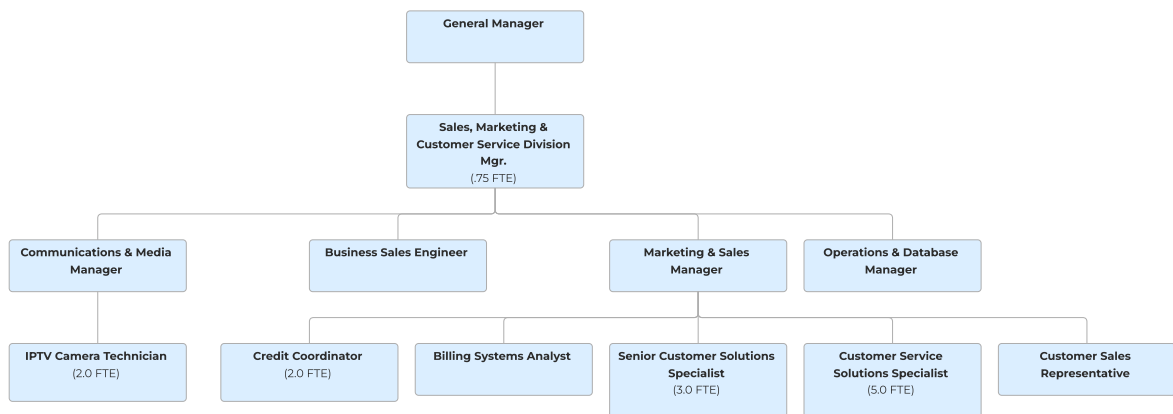 General Manager
Sales, Marketing &
Customer Service Division
Mgr.
(.75 FTE)
Communications & Media
Manager
Business Sales Engineer
Marketing & Sales
Manager
Operations & Database
Manager
IPTV Camera Technician
(2.0 FTE)
Credit Coordinator
(2.0 FTE)
Billing Systems Analyst
Senior Customer Solutions
Specialist
(3.0 FTE)
Customer Service
Solutions Specialist
(5.0 FTE)
Customer Sales
Representative